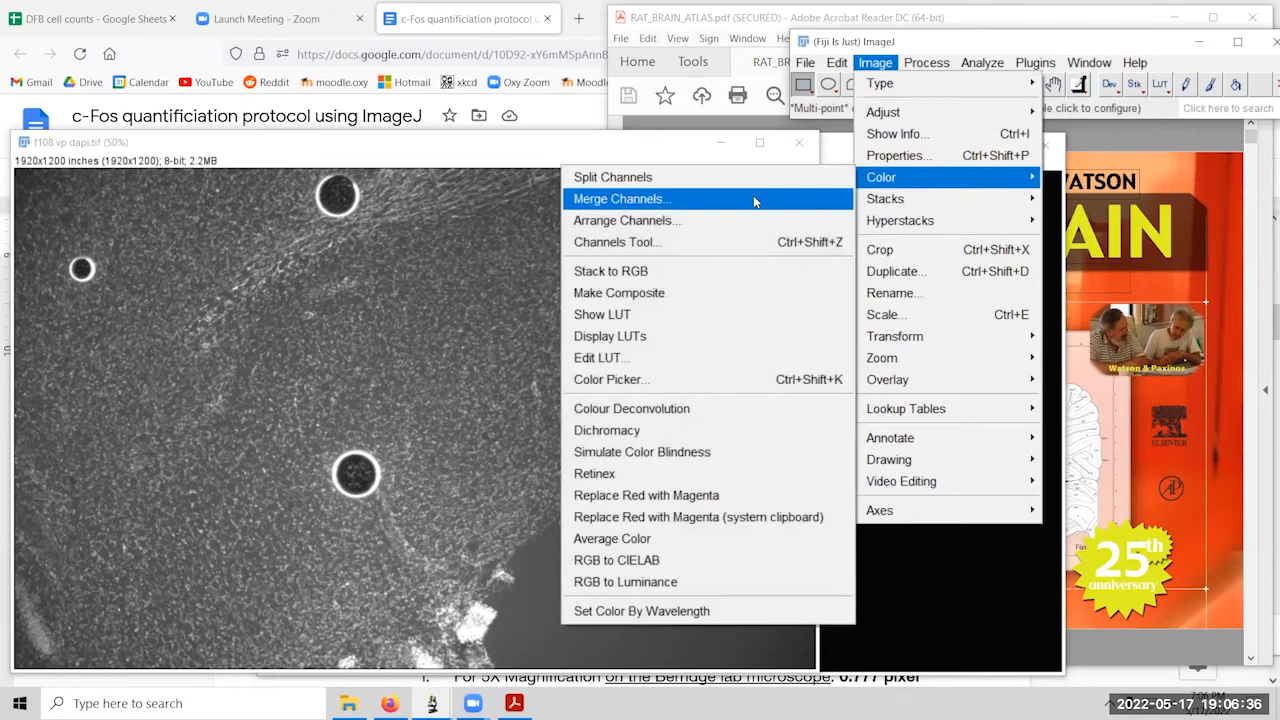 DFB cell counts - Google Sheets
Launch Meeting - Zoom
c-Fos quantificiation protocol u
https://docs.google.com/document/d/10D92-xY6mMSpAnnB
Gmail
Drive
Calendar
YouTube
Reddit
moodle.oxy
Hotmail
xkcd
Oxy Zoom
Moodle
c-Fos quantificiation protocol using ImageJ
RAT_BRAIN_ATLAS.pdf (SECURED) - Adobe Acrobat Reader DC (64-bit)
File Edit View Sign Window
Home Tools
(Fiji Is Just) ImageJ
File Edit Image Process Analyze Plugins Window Help
Dev Stk LUT
*Multi-point*
le click to configure)
Click here to search
f108 vp dapi.tif (50%)
1920x1200 inches (1920x1200); 8-bit; 2.2MB
Type
Adjust
Show Info... Ctrl+I
Properties... Ctrl+Shift+P
Color
Stacks
Hyperstacks
Crop Ctrl+Shift+X
Duplicate... Ctrl+Shift+D
Rename...
Scale... Ctrl+E
Transform
Zoom
Overlay
Lookup Tables
Annotate
Drawing
Video Editing
Axes
Split Channels
Merge Channels...
Arrange Channels...
Channels Tool... Ctrl+Shift+Z
Stack to RGB
Make Composite
Show LUT
Display LUTs
Edit LUT...
Color Picker... Ctrl+Shift+K
Colour Deconvolution
Dichromacy
Simulate Color Blindness
Retinex
Replace Red with Magenta
Replace Red with Magenta (system clipboard)
Average Color
RGB to CIELAB
RGB to Luminance
Set Color By Wavelength
WATSON
AIN
Watson & Paxinos
ELSEVIER
AP
25th
anniversary
For 5X Magnification on the Berridge lab microscope: 0.777 pixel
Type here to search
2022-05-17, 19:06:36